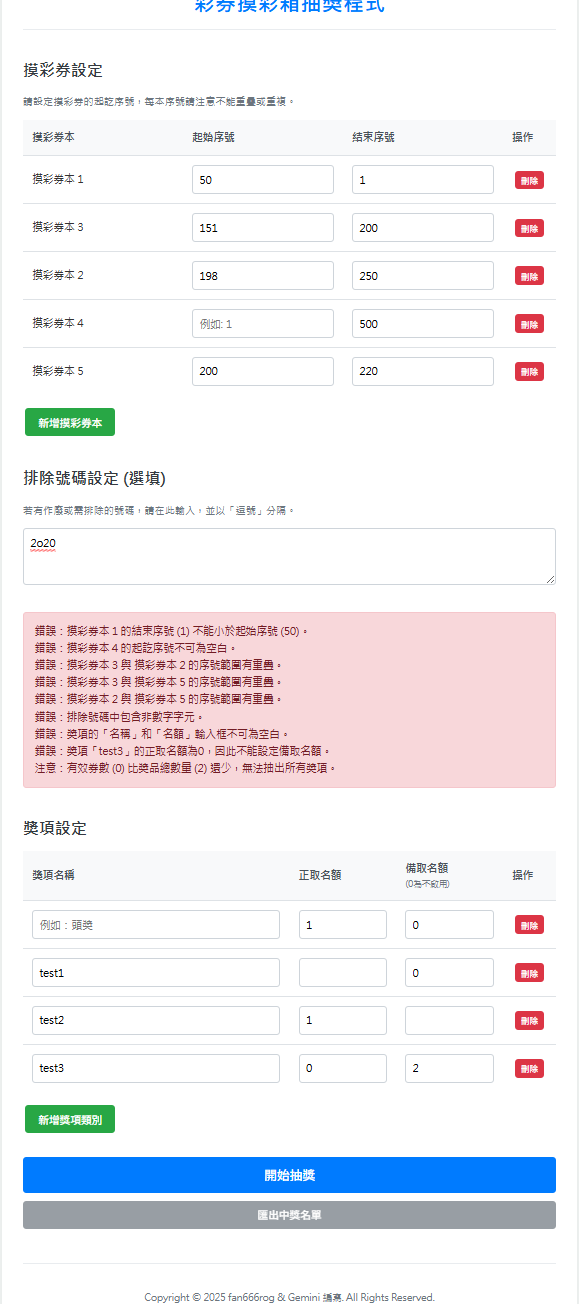 彩券摸彩箱抽獎程式
摸彩券設定
請設定摸彩券的起訖序號，每本序號請注意不能重疊或重複。
摸彩券本 起始序號 結束序號 操作
摸彩券本 1 50 1 刪除
摸彩券本 3 151 200 刪除
摸彩券本 2 198 250 刪除
摸彩券本 4 例如: 1 500 刪除
摸彩券本 5 200 220 刪除
新增摸彩券本
排除號碼設定 (選填)
若有作廢或需排除的號碼，請在此輸入，並以「逗號」分隔。
2o20
錯誤：摸彩券本 1 的結束序號 (1) 不能小於起始序號 (50)。
錯誤：摸彩券本 4 的起訖序號不可為空白。
錯誤：摸彩券本 3 與 摸彩券本 2 的序號範圍有重疊。
錯誤：摸彩券本 3 與 摸彩券本 5 的序號範圍有重疊。
錯誤：摸彩券本 2 與 摸彩券本 5 的序號範圍有重疊。
錯誤：排除號碼中包含非數字字元。
錯誤：獎項的「名稱」和「名額」輸入框不可為空白。
錯誤：獎項「test3」的正取名額為0，因此不能設定備取名額。
注意：有效券數 (0) 比獎品總數量 (2) 還少，無法抽出所有獎項。
獎項設定
獎項名稱 正取名額 備取名額 操作
(0為不啟用)
例如：頭獎 1 0 刪除
test1 0 刪除
test2 1 刪除
test3 0 2 刪除
新增獎項類別
開始抽獎
匯出中獎名單
Copyright © 2025 fan666rog & Gemini 編寫. All Rights Reserved.